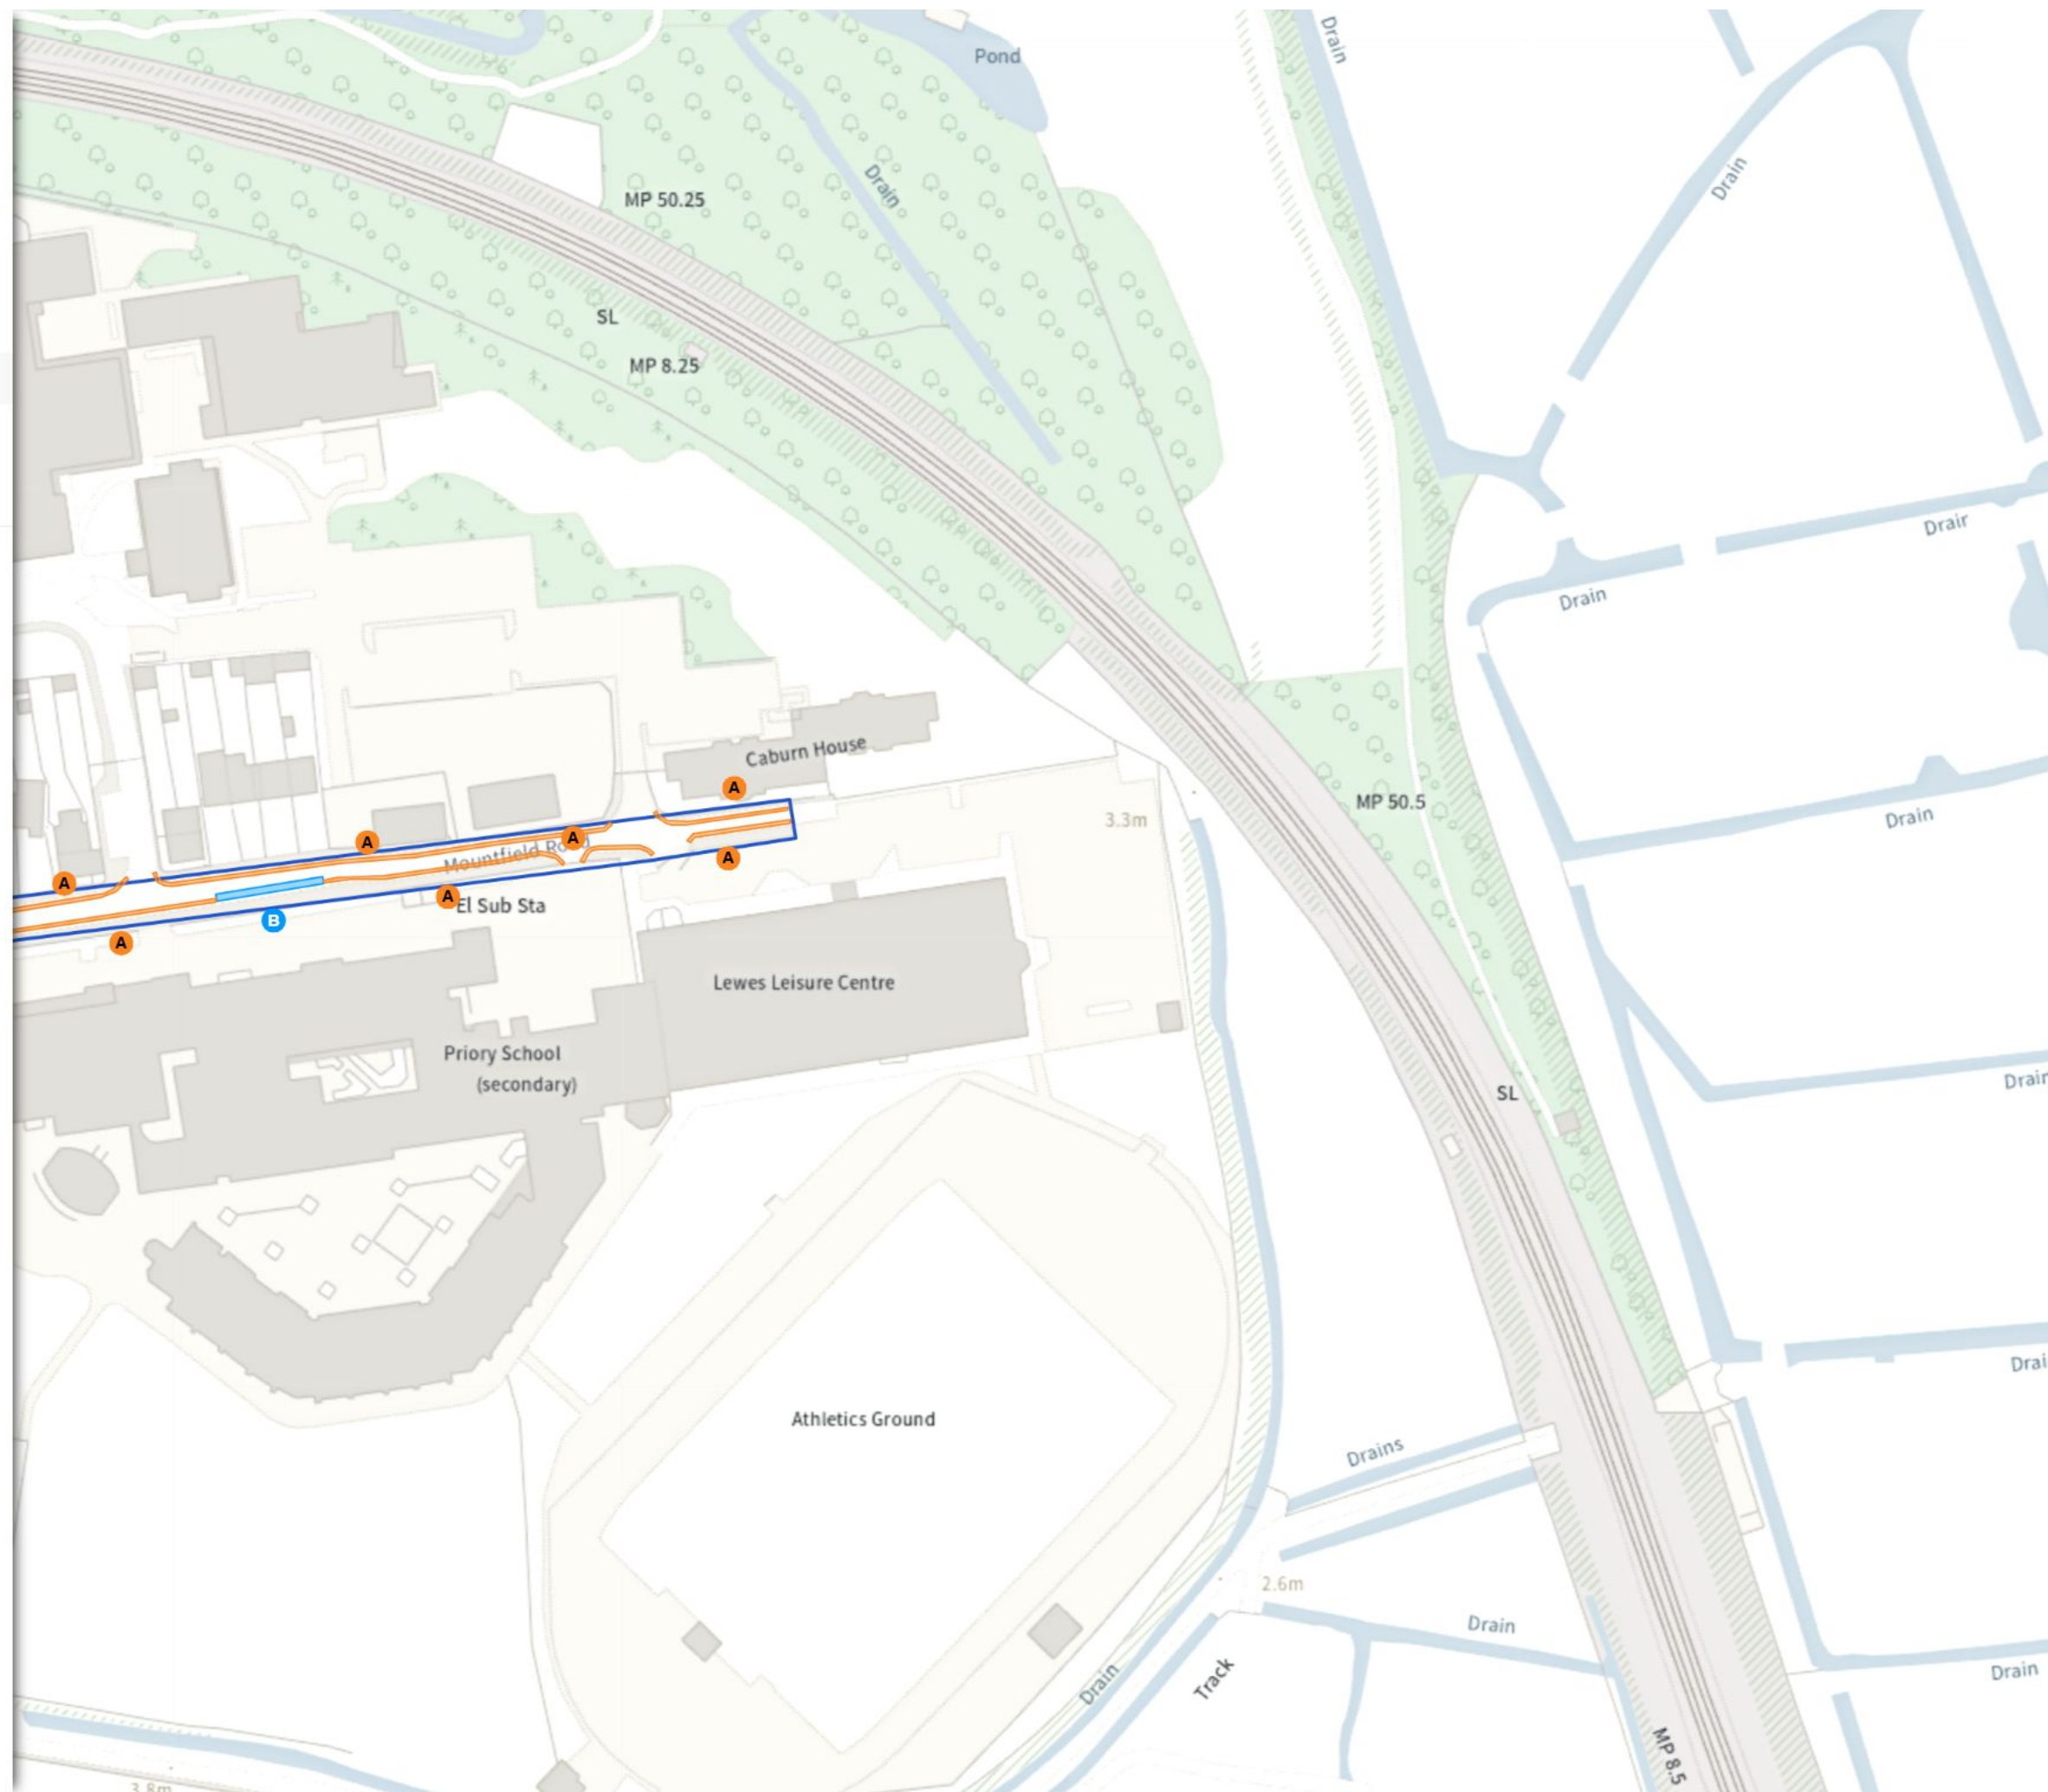 Drain
Pond
Drain
Drain
MP 50.25
SL
MP 8.25
Drair
Drain
Caburn House
A
MP 50.5
3.3m
Drain
A
A
Mountfield Road
A
A
A
El Sub Sta
B
A
Lewes Leisure Centre
Priory School
(secondary)
SL
Drain
Drai
Athletics Ground
Drains
2.6m
Drain
Drain
Track
Drain
MP 8.5
3.8m